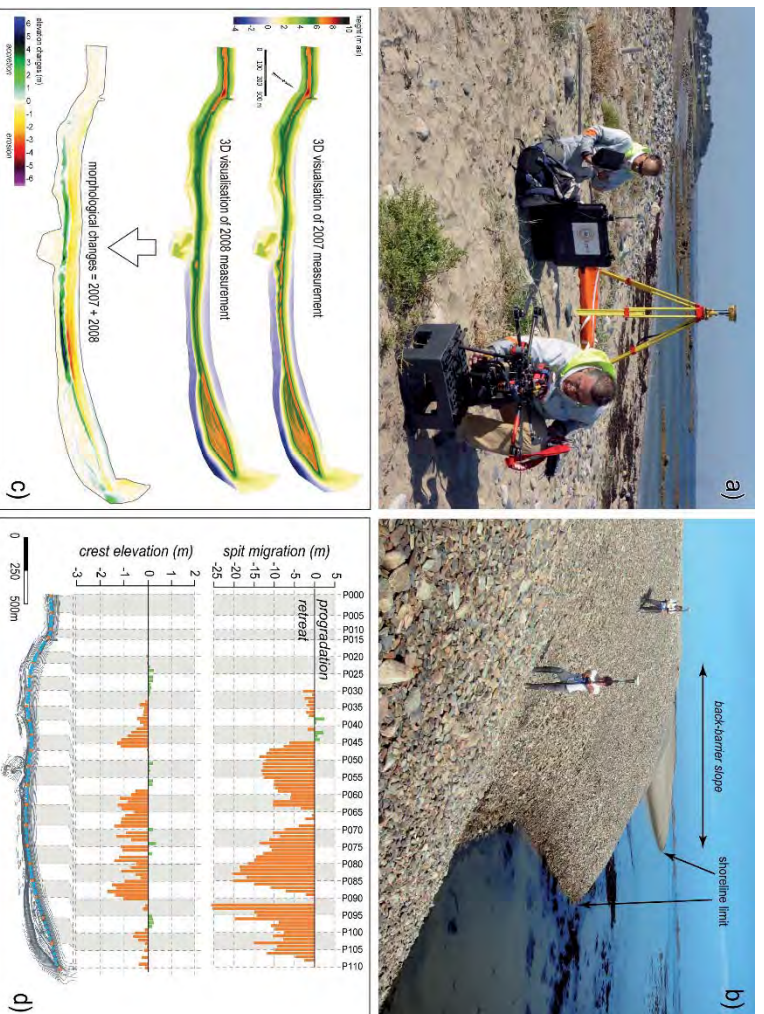 a)
b)
back-barrier slope
shoreline limit
c)
3D visualisation of 2007 measurement
3D visualisation of 2008 measurement
morphological changes = 2007 + 2008
height (m asl)
-4 -2 0 2 4 6 8 10
0 100 200 500 m
elevation changes (m)
accretion
erosion
6 5 4 3 2 1 0 -1 -2 -3 -4 -5 -6
d)
P000 P005 P010 P015 P020 P025 P030 P035 P040 P045 P050 P055 P060 P065 P070 P075 P080 P085 P090 P095 P100 P105 P110
spit migration (m)
5
0
-5
-10
-15
-20
-25
progradation
retreat
crest elevation (m)
2
1
0
-1
-2
-3
0 250 500m